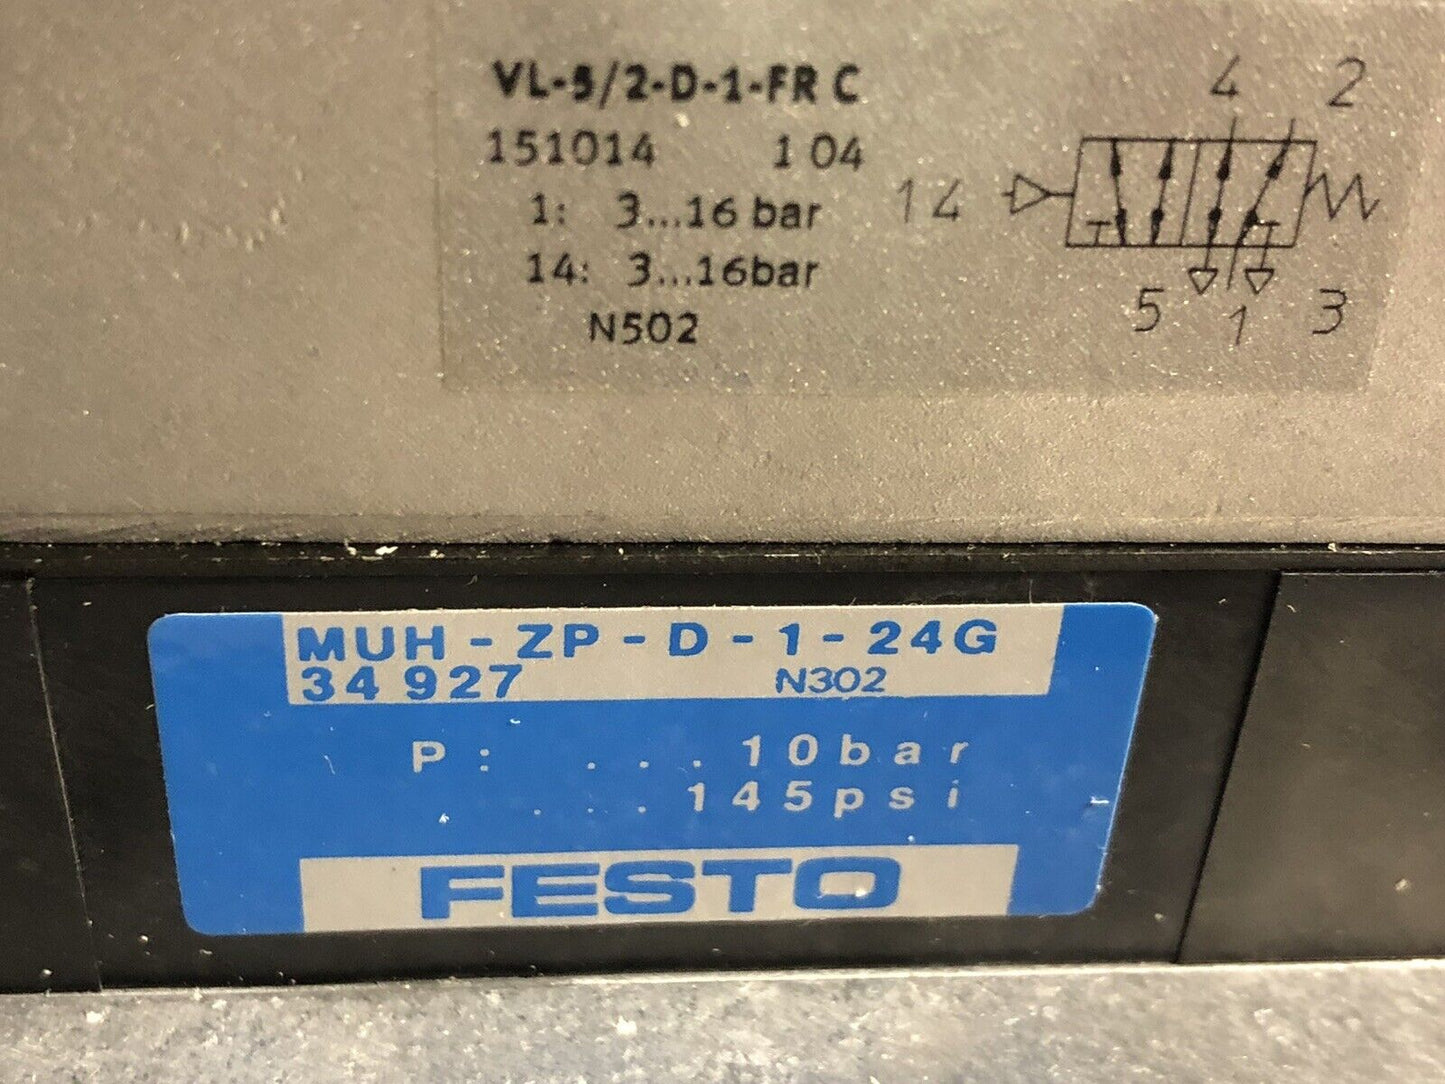 VL-5/2-D-1-FR C
151014 1 04
1: 3...16 bar
14: 3...16bar
N502
4 2
14
5 1 3
MUH-ZP-D-1-24G
34 927 N302
P: ...10bar
...145psi
FESTO